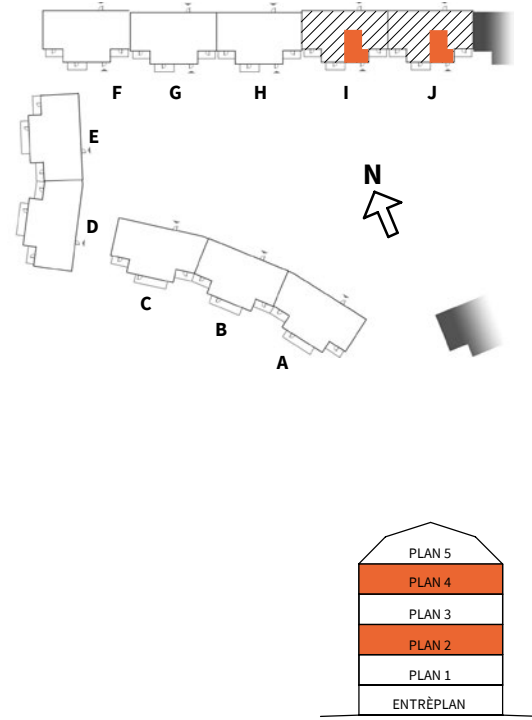 F G H I J
E
N
D
C
B
A
PLAN 5
PLAN 4
PLAN 3
PLAN 2
PLAN 1
ENTRÈPLAN